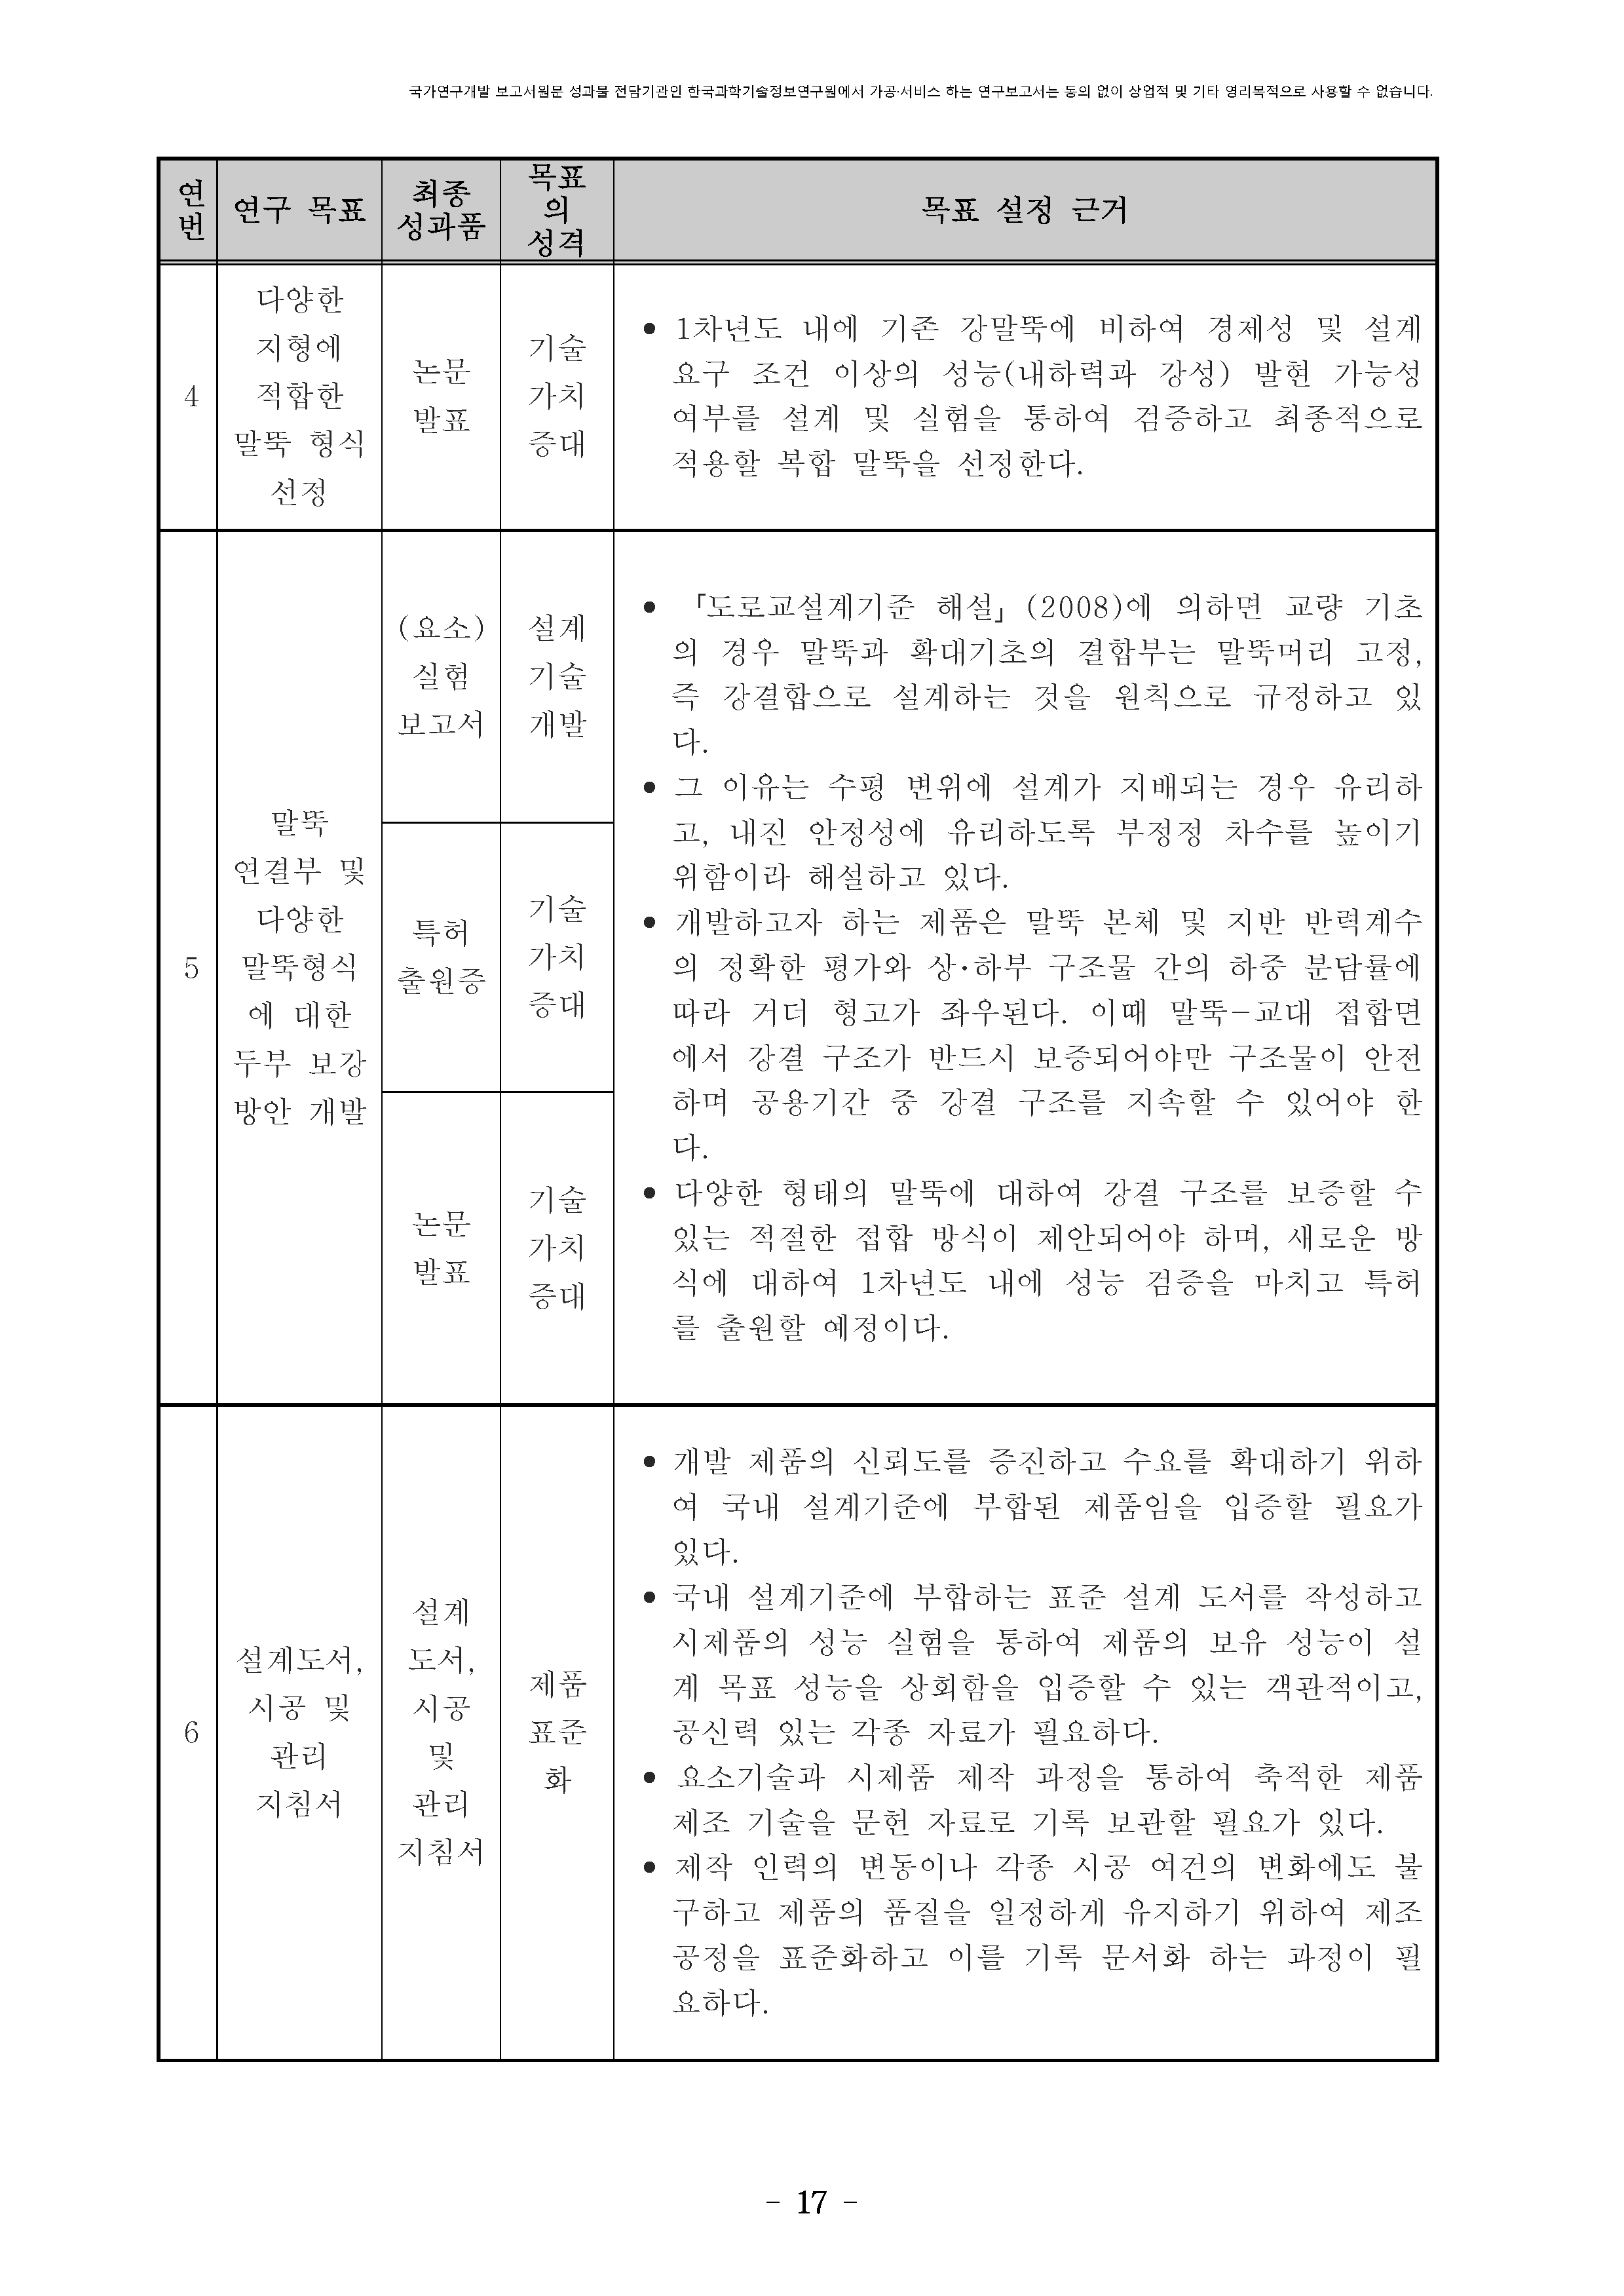 국가연구개발 보고서원문 성과물 전담기관인 한국과학기술정보연구원에서 가공·서비스 하는 연구보고서는 동의 없이 상업적 및 기타 영리목적으로 사용할 수 없습니다.
연
번
연구 목표
최종
성과품
목표
의
성격
목표 설정 근거
4
다양한
지형에
적합한
말뚝 형식
선정
논문
발표
기술
가치
증대
• 1차년도 내에 기존 강말뚝에 비하여 경제성 및 설계
요구 조건 이상의 성능(내하력과 강성) 발현 가능성
여부를 설계 및 실험을 통하여 검증하고 최종적으로
적용할 복합 말뚝을 선정한다.
5
말뚝
연결부 및
다양한
말뚝형식
에 대한
두부 보강
방안 개발
(요소)
실험
보고서
설계
기술
개발
특허
출원증
기술
가치
증대
논문
발표
기술
가치
증대
• 「도로교설계기준 해설」(2008)에 의하면 교량 기초
의 경우 말뚝과 확대기초의 결합부는 말뚝머리 고정,
즉 강결합으로 설계하는 것을 원칙으로 규정하고 있
다.
• 그 이유는 수평 변위에 설계가 지배되는 경우 유리하
고, 내진 안정성에 유리하도록 부정정 차수를 높이기
위함이라 해설하고 있다.
• 개발하고자 하는 제품은 말뚝 본체 및 지반 반력계수
의 정확한 평가와 상·하부 구조물 간의 하중 분담률에
따라 거더 형고가 좌우된다. 이때 말뚝-교대 접합면
에서 강결 구조가 반드시 보증되어야만 구조물이 안전
하며 공용기간 중 강결 구조를 지속할 수 있어야 한
다.
• 다양한 형태의 말뚝에 대하여 강결 구조를 보증할 수
있는 적절한 접합 방식이 제안되어야 하며, 새로운 방
식에 대하여 1차년도 내에 성능 검증을 마치고 특허
를 출원할 예정이다.
6
설계도서,
시공 및
관리
지침서
설계
도서,
시공
및
관리
지침서
제품
표준
화
• 개발 제품의 신뢰도를 증진하고 수요를 확대하기 위하
여 국내 설계기준에 부합된 제품임을 입증할 필요가
있다.
• 국내 설계기준에 부합하는 표준 설계 도서를 작성하고
시제품의 성능 실험을 통하여 제품의 보유 성능이 설
계 목표 성능을 상회함을 입증할 수 있는 객관적이고,
공신력 있는 각종 자료가 필요하다.
• 요소기술과 시제품 제작 과정을 통하여 축적한 제품
제조 기술을 문헌 자료로 기록 보관할 필요가 있다.
• 제작 인력의 변동이나 각종 시공 여건의 변화에도 불
구하고 제품의 품질을 일정하게 유지하기 위하여 제조
공정을 표준화하고 이를 기록 문서화 하는 과정이 필
요하다.
- 17 -